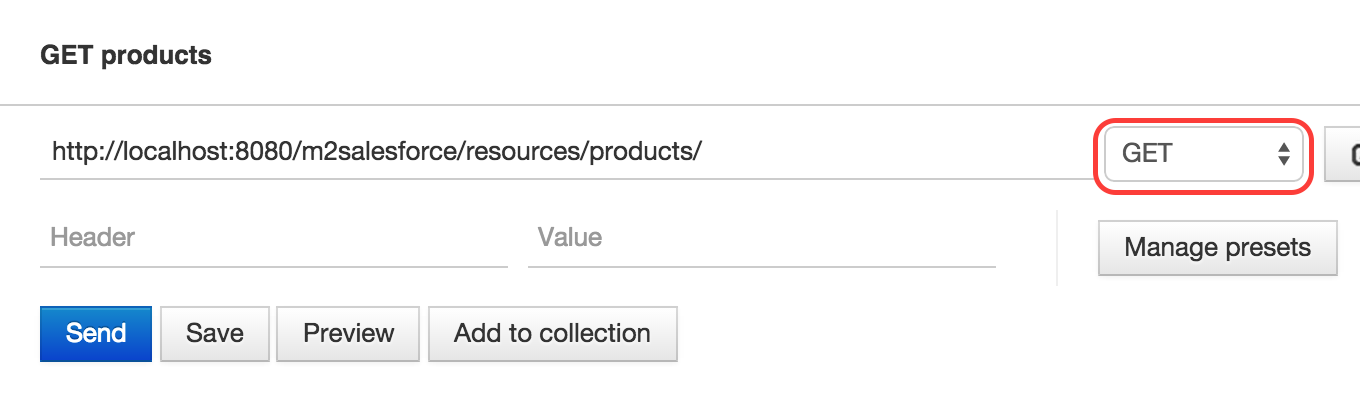 GET products
http://localhost:8080/m2salesforce/resources/products/ GET
Header Value Manage presets
Send Save Preview Add to collection